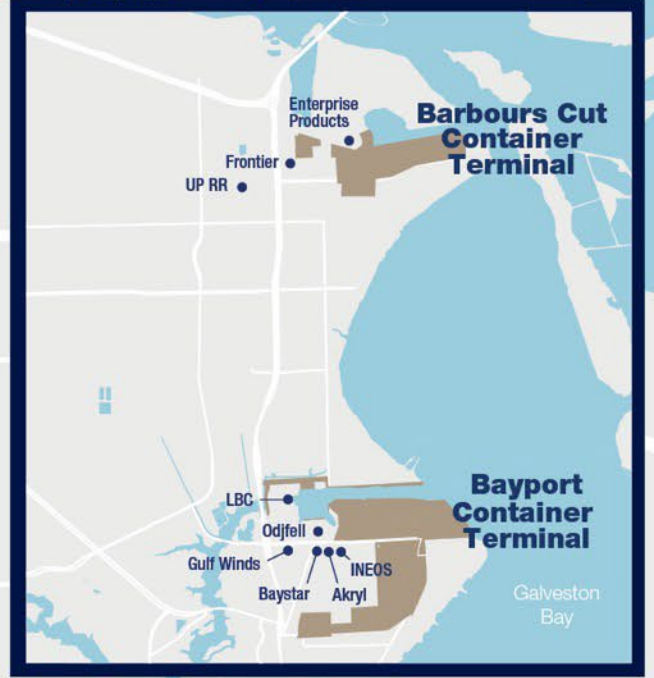 Enterprise
Products
Barbours Cut
Container
Terminal
Frontier
UP RR
LBC
Bayport
Container
Terminal
Odjfell
Gulf Winds
INEOS
Baystar
Akryl
Galveston
Bay